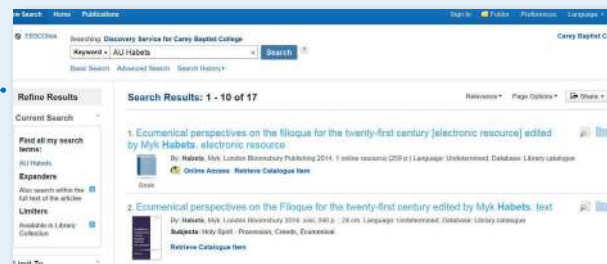 New Search Home Publications Sign In Folder Preferences Language
EBSCOhost Searching: Discovery Service for Carey Baptist College Carey Baptist C
Keyword AU Habets Search
Basic Search Advanced Search Search History
Refine Results
Search Results: 1 - 10 of 17
Relevance Page Options Share
Current Search
Find all my search terms:
AU Habets
Expanders
Also search within the full text of the articles
Limiters
Available in Library Collection
Limit To
1. Ecumenical perspectives on the filioque for the twenty-first century [electronic resource] edited
by Myk Habets. electronic resource
By: Habets, Myk. London Bloomsbury Publishing 2014. 1 online resource (259 p.) Language: Undetermined. Database: Library catalogue
Online Access Retrieve Catalogue Item
Book
2. Ecumenical perspectives on the Filioque for the twenty-first century edited by Myk Habets. text
By: Habets, Myk. London Bloomsbury 2014. 24 cm. Language: Undetermined. Database: Library catalogue
Subjects: Holy Spirit - Procession, Creeds, Ecumenical
Retrieve Catalogue Item